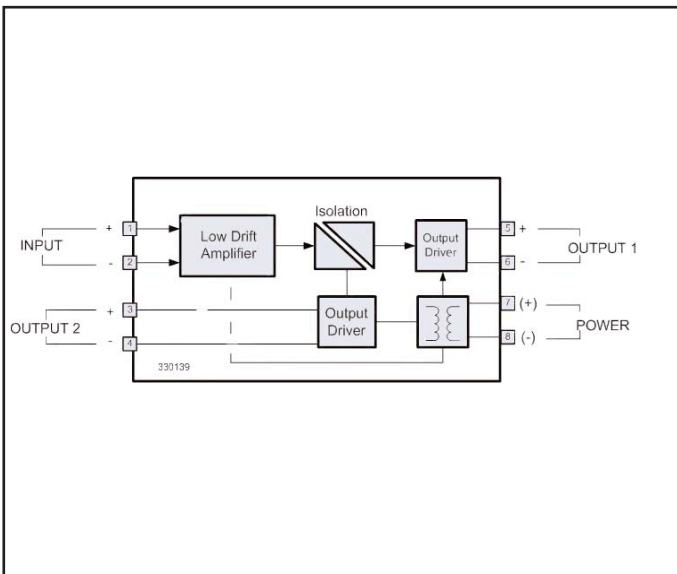 Isolation
INPUT
+ 1
- 2
Low Drift
Amplifier
Output
Driver
5 +
6 -
OUTPUT 1
OUTPUT 2
+ 3
- 4
Output
Driver
7 (+)
8 (-)
POWER
330139